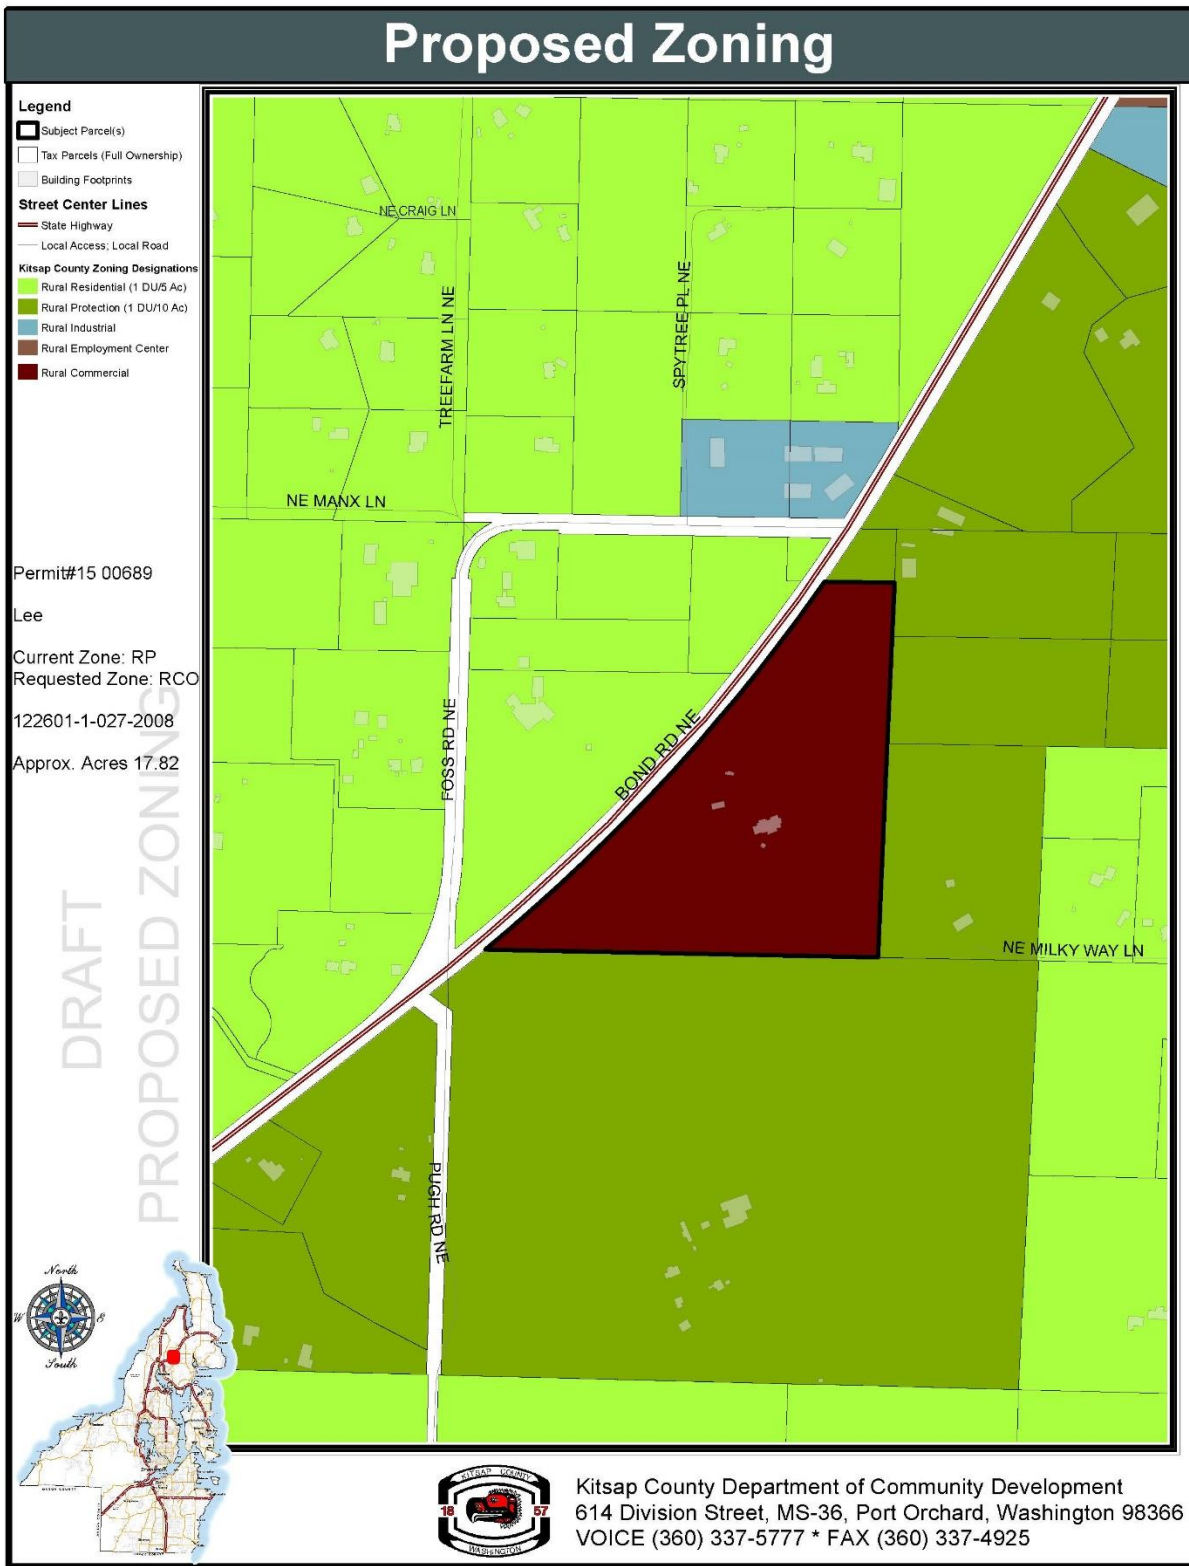 Proposed Zoning
Legend
Subject Parcel(s)
Tax Parcels (Full Ownership)
Building Footprints
Street Center Lines
State Highway
Local Access; Local Road
Kitsap County Zoning Designations
Rural Residential (1 DU/5 Ac)
Rural Protection (1 DU/10 Ac)
Rural Industrial
Rural Employment Center
Rural Commercial
Permit#15 00689
Lee
Current Zone: RP
Requested Zone: RCO
122601-1-027-2008
Approx. Acres 17.82
DRAFT
PROPOSED ZONING
NE CRAIG LN
TREEFARM LN NE
SPYTREE PL NE
NE MANX LN
FOSS RD NE
BOND RD NE
NE MILKY WAY LN
PUGH RD NE
North
W
E
South
KITSAP COUNTY
18 57
WASHINGTON
Kitsap County Department of Community Development
614 Division Street, MS-36, Port Orchard, Washington 98366
VOICE (360) 337-5777 * FAX (360) 337-4925